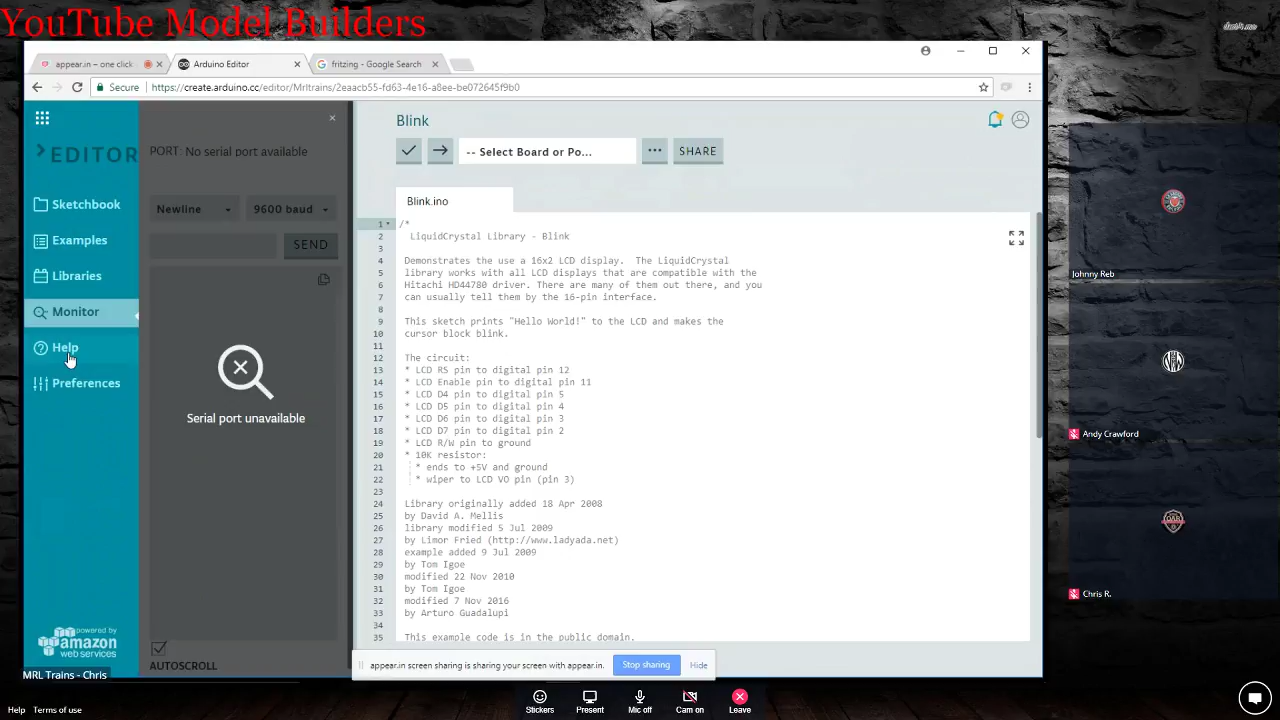 YouTube Model Builders
appear.in – one click
Arduino Editor
fritzing - Google Search
Secure
https://create.arduino.cc/editor/Mrltrains/2eaacb55-fd63-4e16-a8ee-be072645f9b0
EDITOR
Sketchbook
Examples
Libraries
Monitor
Help
Preferences
powered by
amazon
web services
MRL Trains - Chris
PORT: No serial port available
Newline
9600 baud
SEND
Serial port unavailable
AUTOSCROLL
Blink
-- Select Board or Po...
SHARE
Blink.ino
1 /*
2 LiquidCrystal Library - Blink
3
4 Demonstrates the use a 16x2 LCD display. The LiquidCrystal
5 library works with all LCD displays that are compatible with the
6 Hitachi HD44780 driver. There are many of them out there, and you
7 can usually tell them by the 16-pin interface.
8
9 This sketch prints "Hello World!" to the LCD and makes the
10 cursor block blink.
11
12 The circuit:
13 * LCD RS pin to digital pin 12
14 * LCD Enable pin to digital pin 11
15 * LCD D4 pin to digital pin 5
16 * LCD D5 pin to digital pin 4
17 * LCD D6 pin to digital pin 3
18 * LCD D7 pin to digital pin 2
19 * LCD R/W pin to ground
20 * 10K resistor:
21 * ends to +5V and ground
22 * wiper to LCD VO pin (pin 3)
23
24 Library originally added 18 Apr 2008
25 by David A. Mellis
26 library modified 5 Jul 2009
27 by Limor Fried (http://www.ladyada.net)
28 example added 9 Jul 2009
29 by Tom Igoe
30 modified 22 Nov 2010
31 by Tom Igoe
32 modified 7 Nov 2016
33 by Arturo Guadalupi
34
35 This example code is in the public domain.
appear.in screen sharing is sharing your screen with appear.in.
Stop sharing
Hide
Johnny Reb
Andy Crawford
Chris R.
Help
Terms of use
Stickers
Present
Mic off
Cam on
Leave